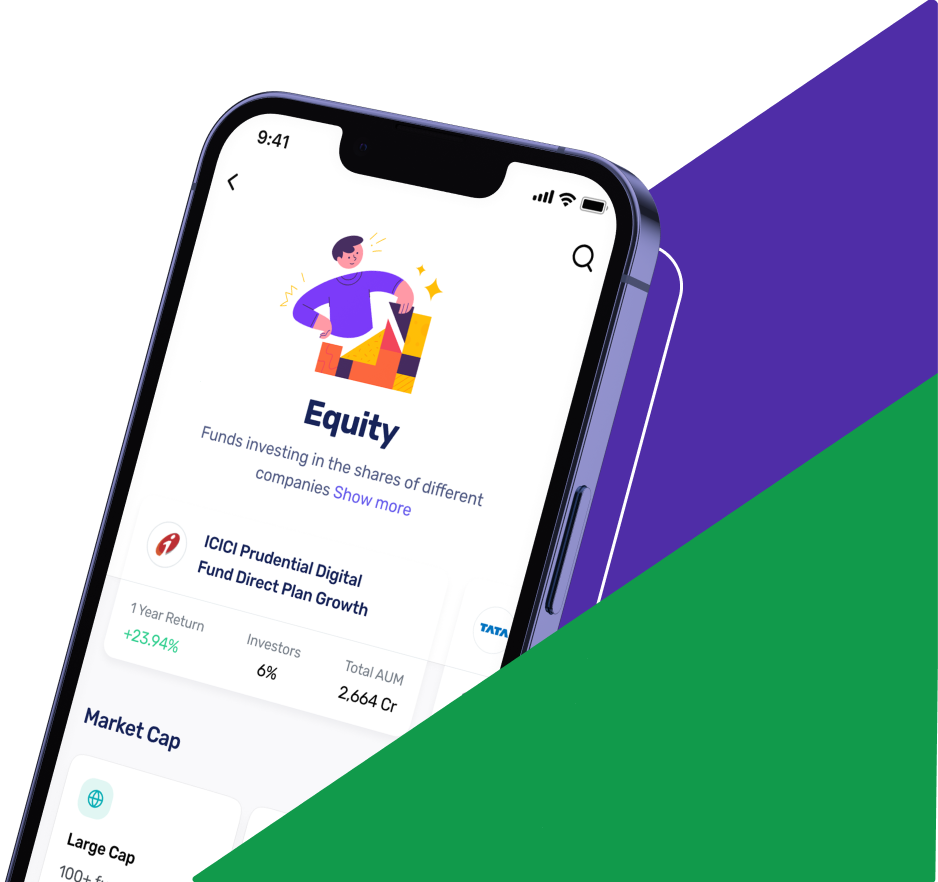 9:41
Equity
Funds investing in the shares of different
companies Show more
ICICI Prudential Digital
Fund Direct Plan Growth
1 Year Return
+23.94%
Investors
6%
Total AUM
2,664 Cr
TATA
Market Cap
Large Cap
100+